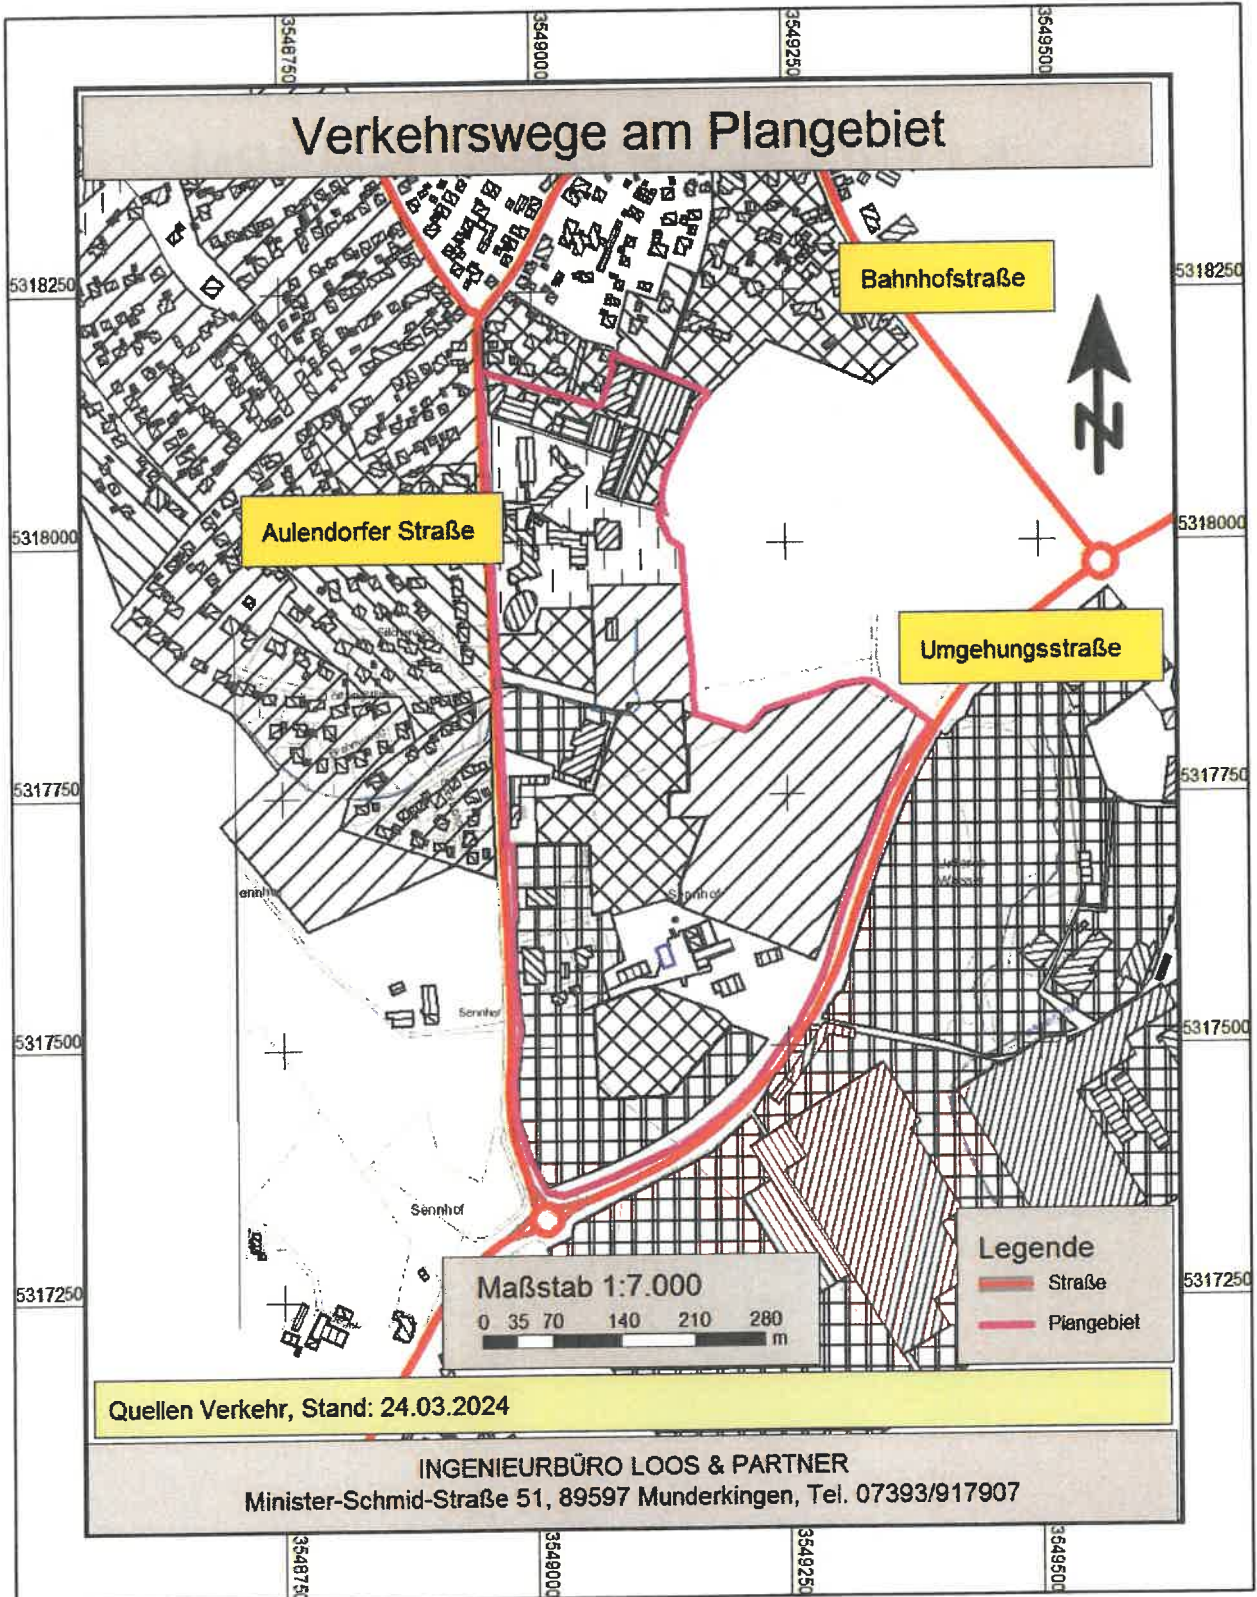 3548750
3549000
3549250
3549500
Verkehrswege am Plangebiet
Bahnhofstraße
5318250
5318250
N
Aulendorfer Straße
5318000
5318000
Umgehungsstraße
5317750
5317750
Sennhof
ennhof
Sennhof
5317500
5317500
Sennhof
Legende
Straße
Plangebiet
Maßstab 1:7.000
0 35 70 140 210 280
m
5317250
5317250
Quellen Verkehr, Stand: 24.03.2024
INGENIEURBÜRO LOOS & PARTNER
Minister-Schmid-Straße 51, 89597 Munderkingen, Tel. 07393/917907
3548750
3549000
3549250
3549500